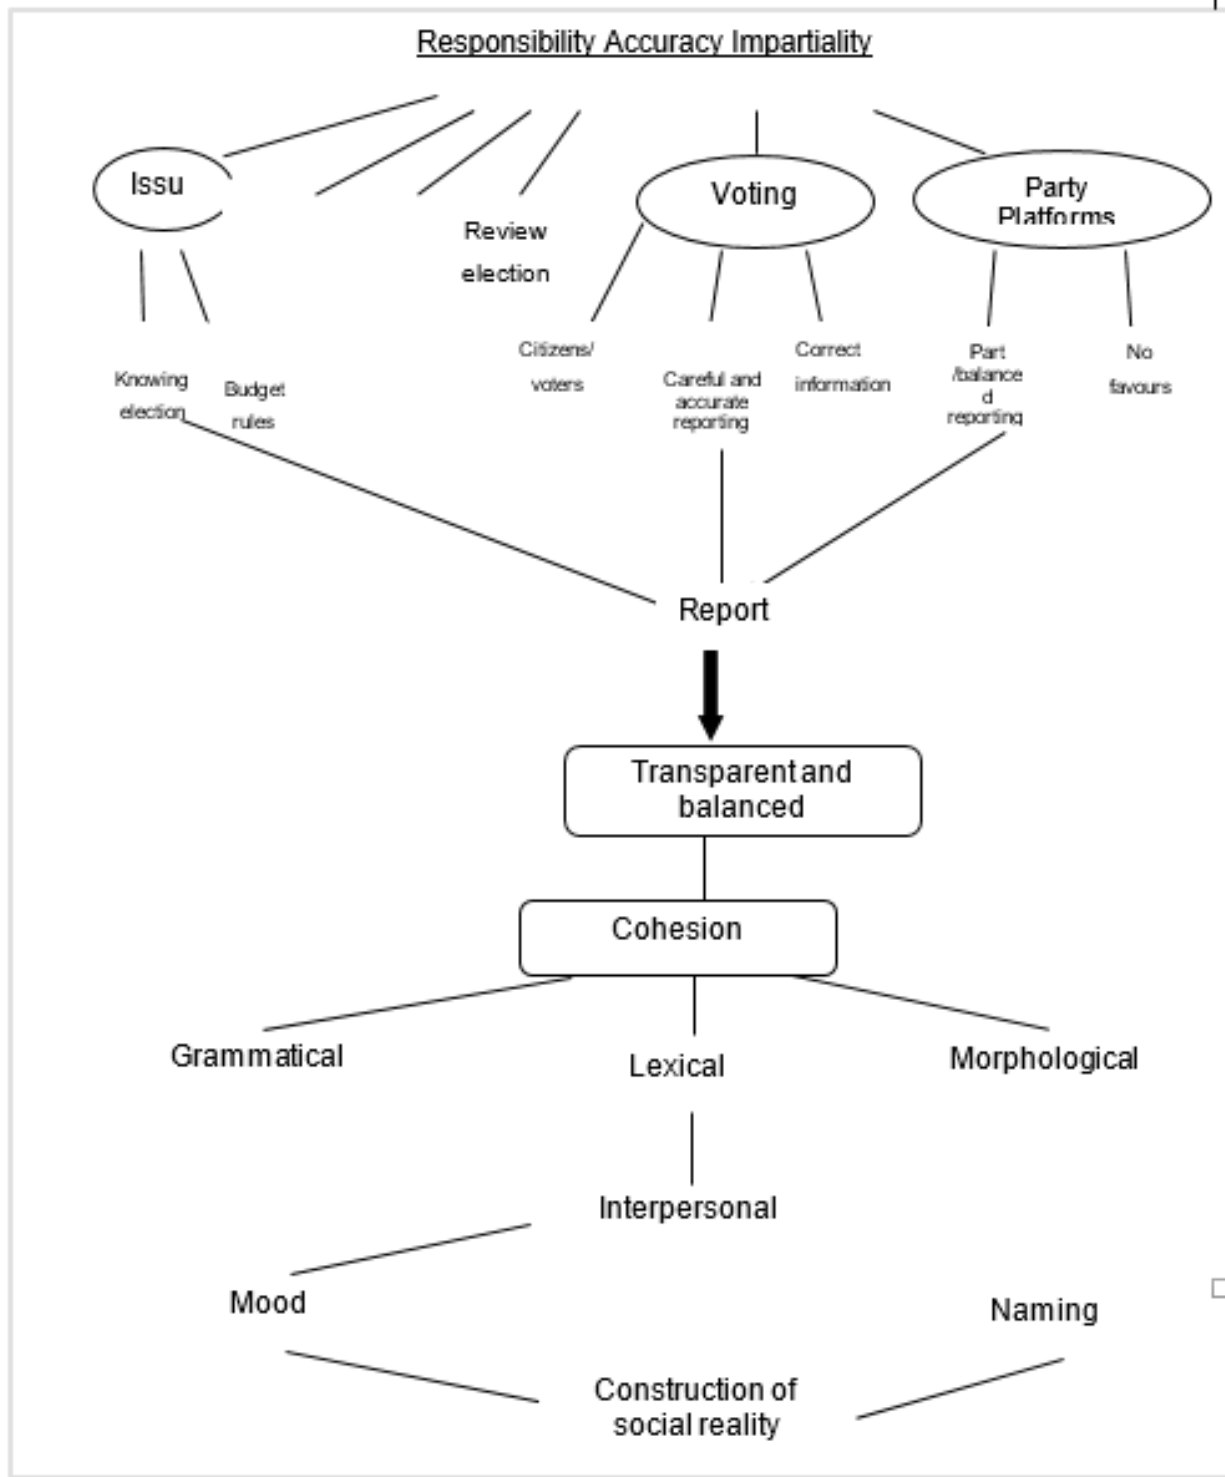 Responsibility Accuracy Impartiality
Issu
Voting
Party
Platforms
Review
election
Citizens/
voters
Correct
information
Part
/balance
d
reporting
No
favours
Knowing
election
Budget
rules
Careful and
accurate
reporting
Report
Transparent and
balanced
Cohesion
Grammatical
Lexical
Morphological
Interpersonal
Mood
Naming
Construction of
social reality